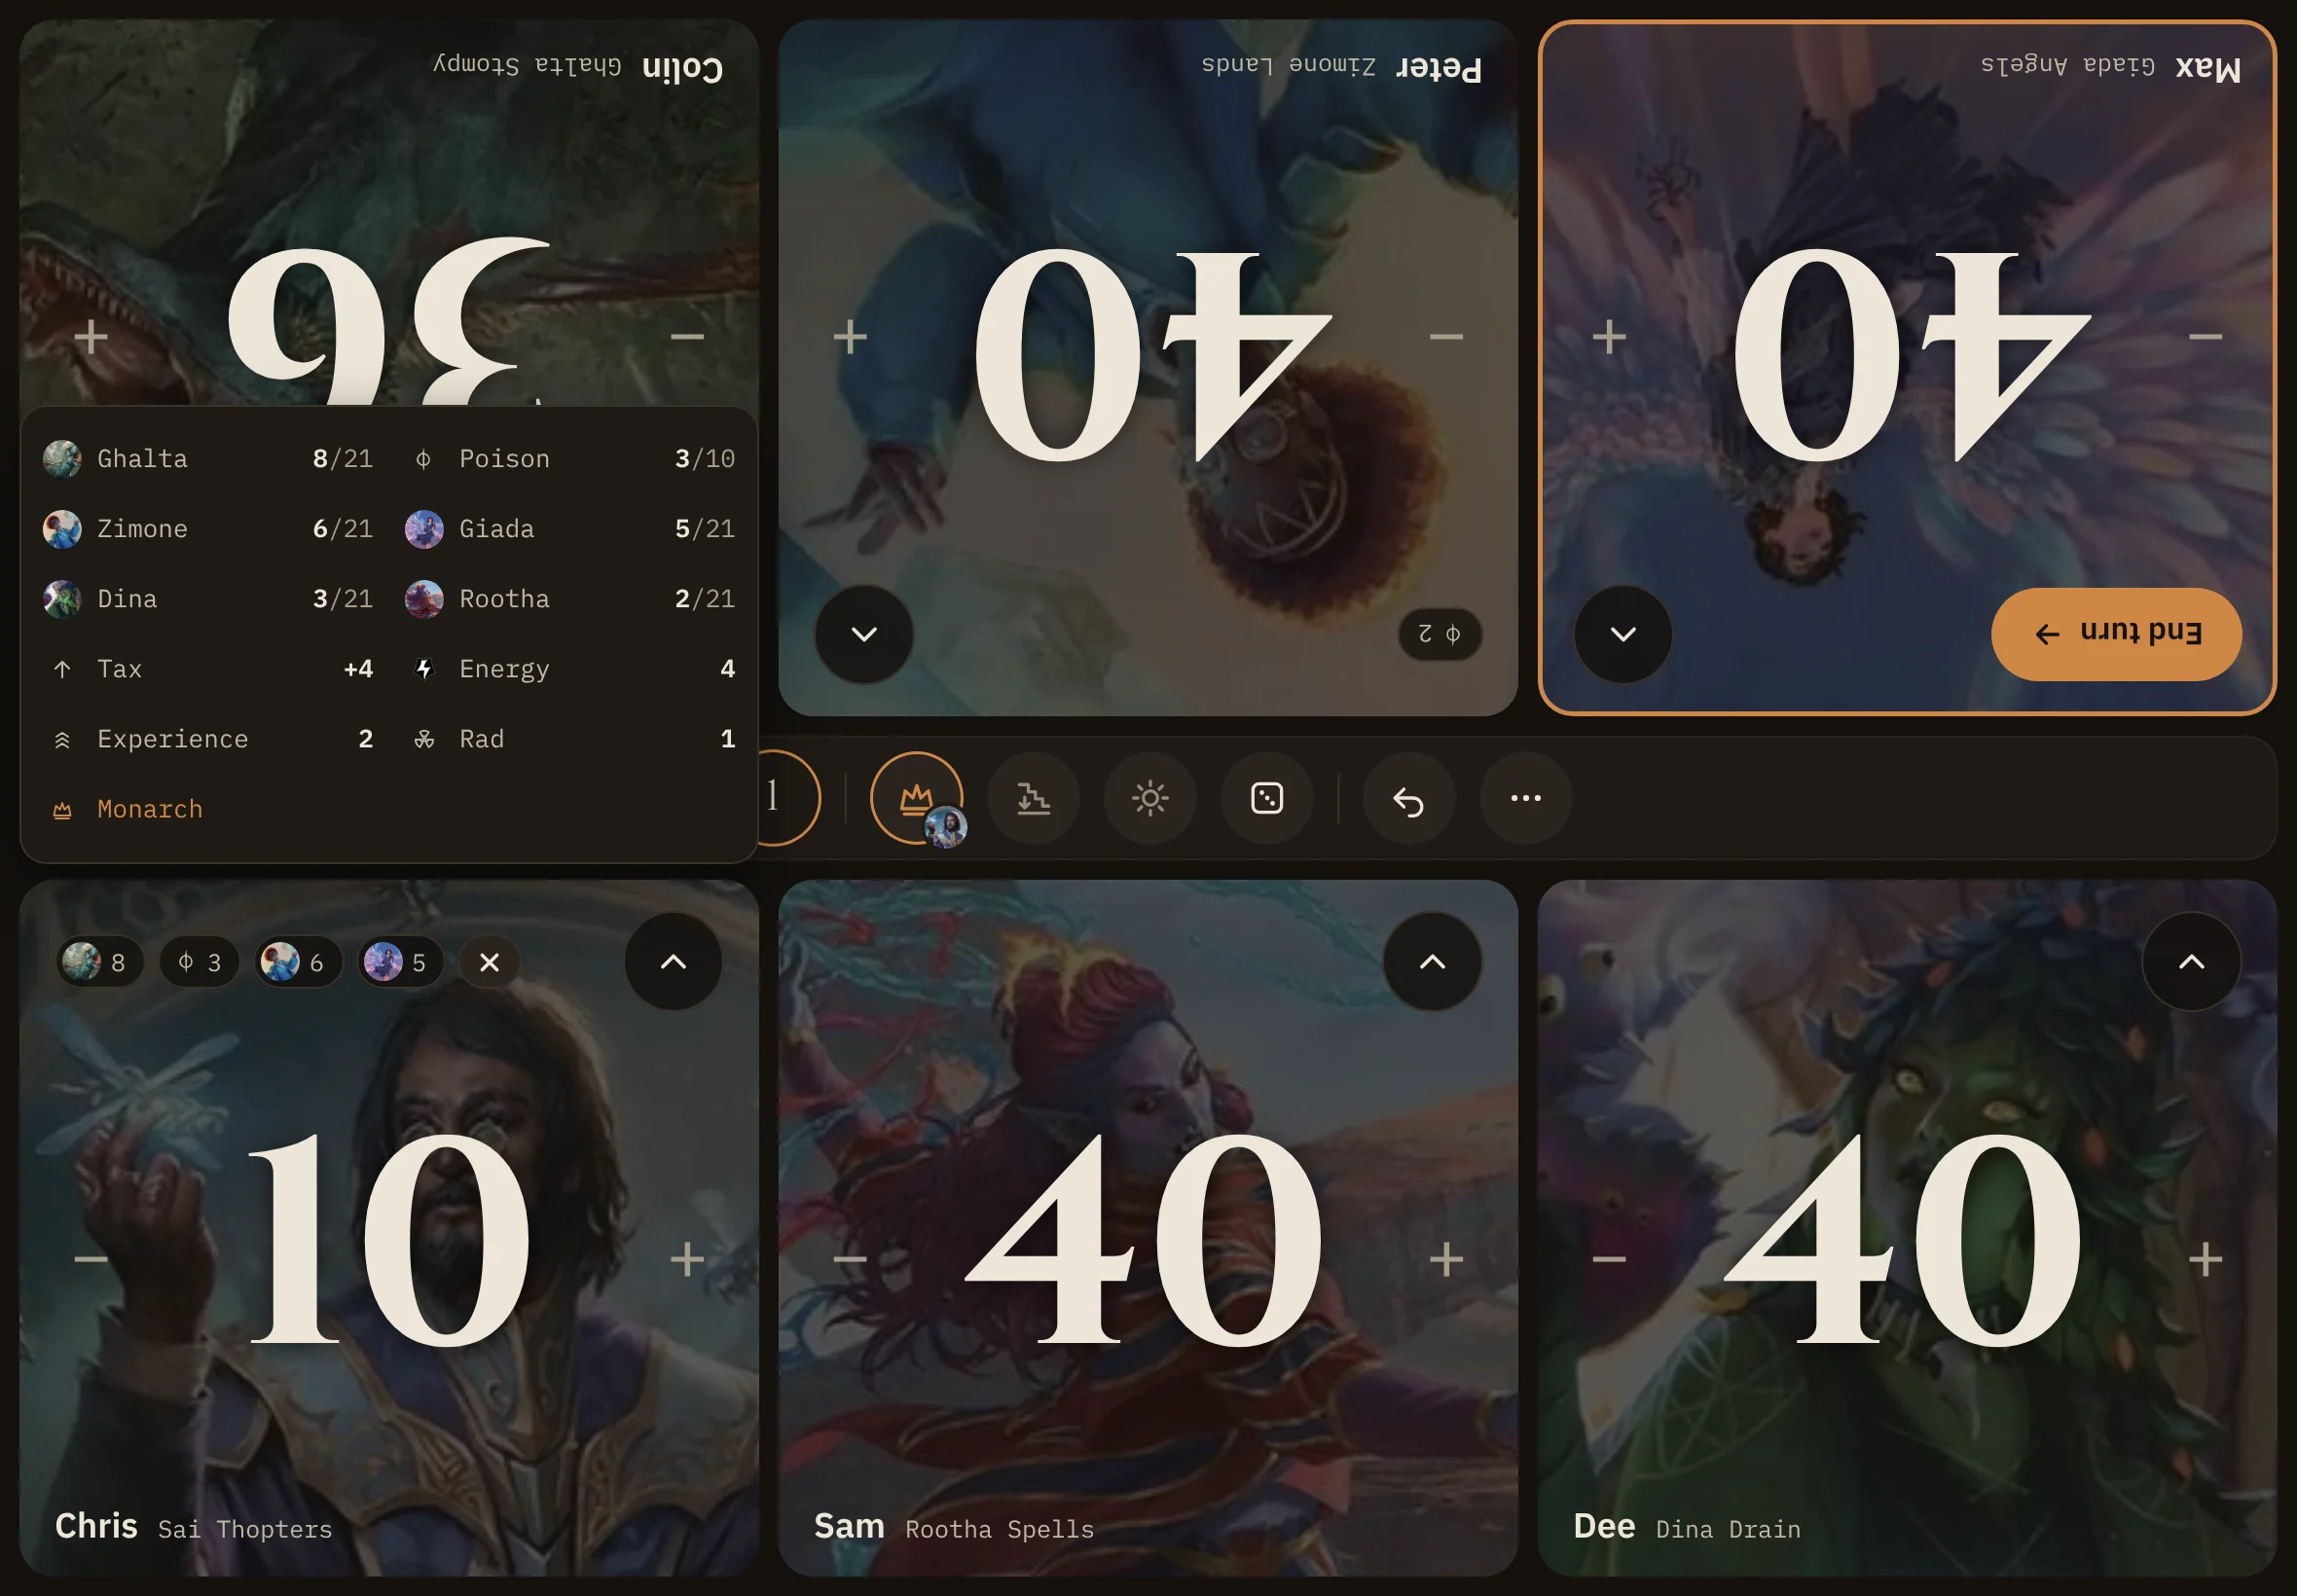 Colin Ghalta Stompy
36
Peter Zimone Lands
40
2
Max Giada Angels
40
End turn
Ghalta 8/21 Poison 3/10
Zimone 6/21 Giada 5/21
Dina 3/21 Rootha 2/21
Tax +4 Energy 4
Experience 2 Rad 1
Monarch
1
8 3 6 5
10
Chris Sai Thopters
40
Sam Rootha Spells
40
Dee Dina Drain